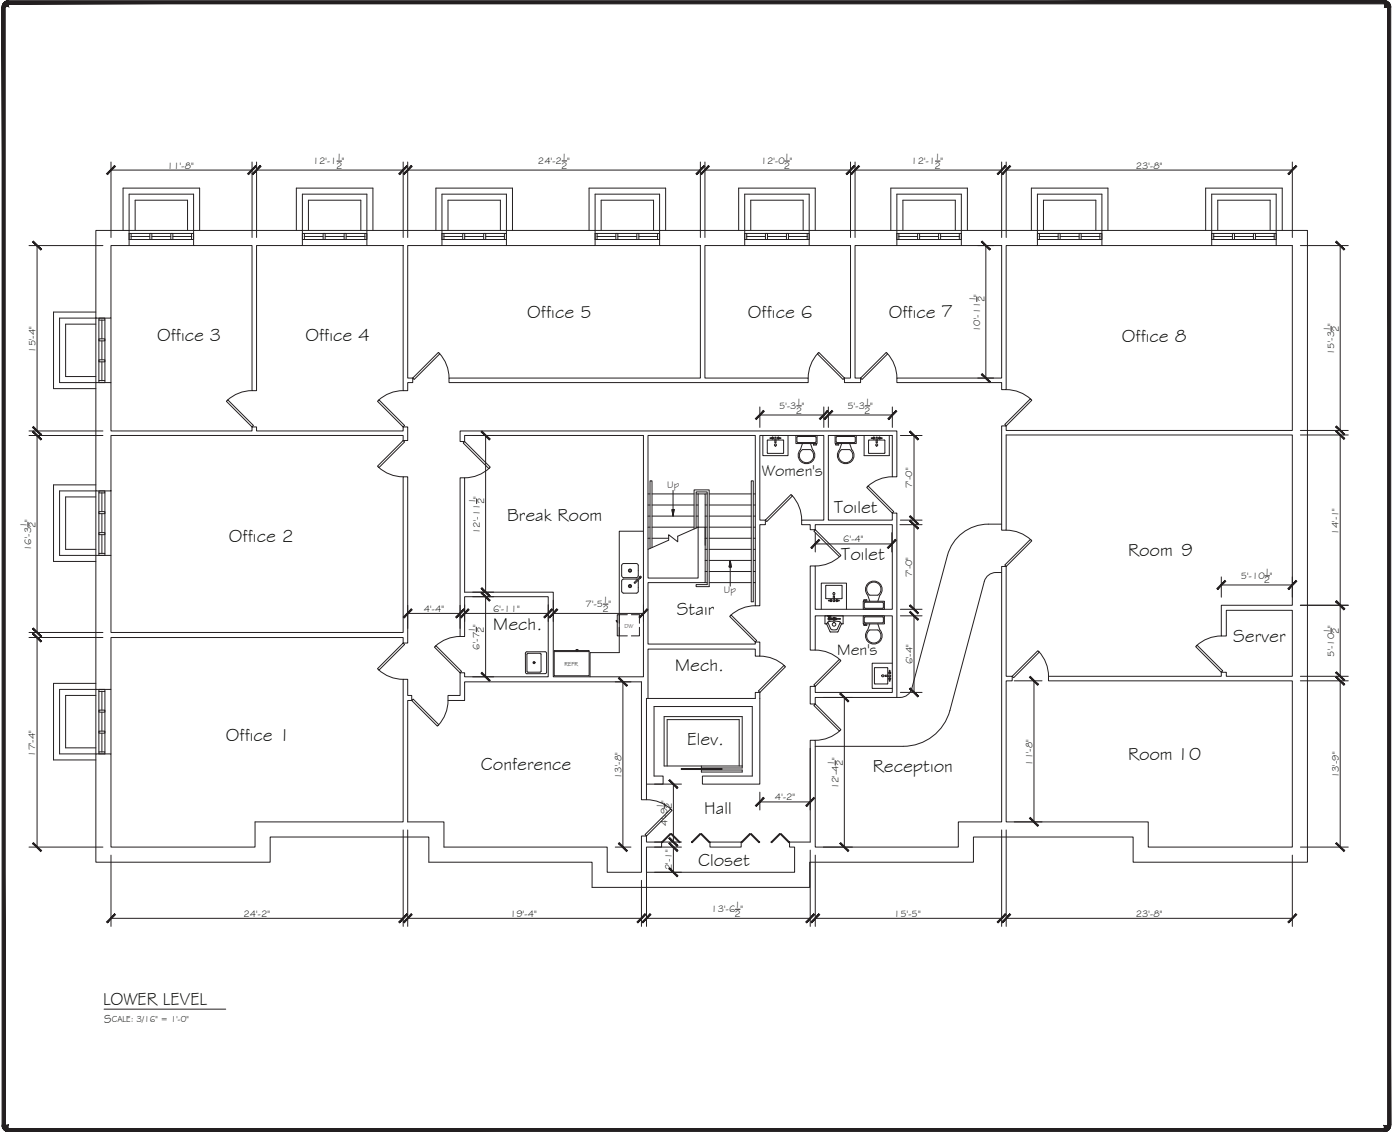 11'-8"
12'-1½"
24'-2½"
12'-0½"
12'-1½"
23'-8"
15'-4"
Office 3
Office 4
Office 5
Office 6
Office 7
10'-11½"
Office 8
15'-3½"
5'-3½"
5'-3½"
16'-3½"
Office 2
12'-11½"
Break Room
Up
Up
Women's
Toilet
7'-0"
6'-4"
Toilet
7'-0"
Room 9
14'-1"
5'-10½"
4'-4"
6'-11"
7'-5½"
Mech.
6'-7½"
DW
REFR.
Stair
Mech.
Men's
6'-4"
Server
5'-10½"
17'-4"
Office 1
Conference
13'-8"
Elev.
Hall
4'-2"
12'-4½"
Reception
11'-8"
Room 10
13'-9"
2'-1"
Closet
24'-2"
19'-4"
13'-6½"
15'-5"
23'-8"
LOWER LEVEL
SCALE: 3/16" = 1'-0"